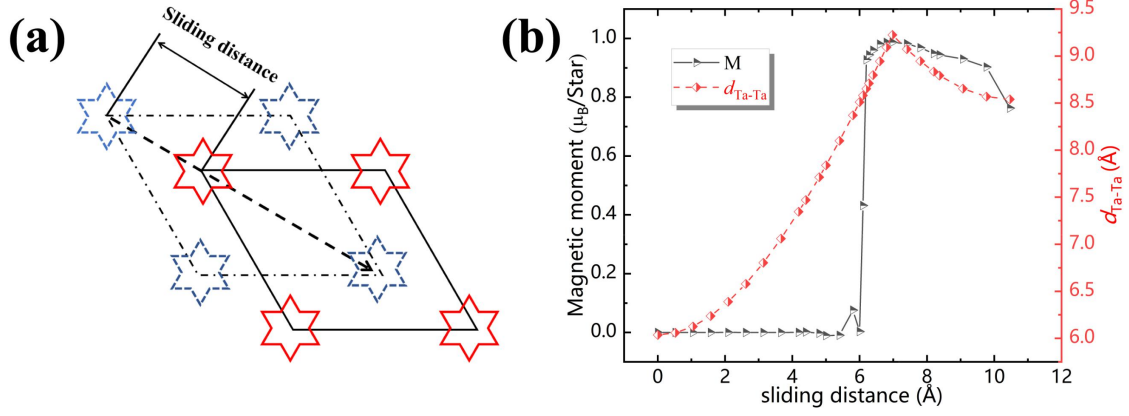 (a)
Sliding distance
(b)
Magnetic moment (μB/Star)
1.0
0.8
0.6
0.4
0.2
0.0
M
dTa-Ta
9.5
9.0
8.5
8.0
7.5
7.0
6.5
6.0
5.5
dTa-Ta (Å)
0 2 4 6 8 10 12
sliding distance (Å)